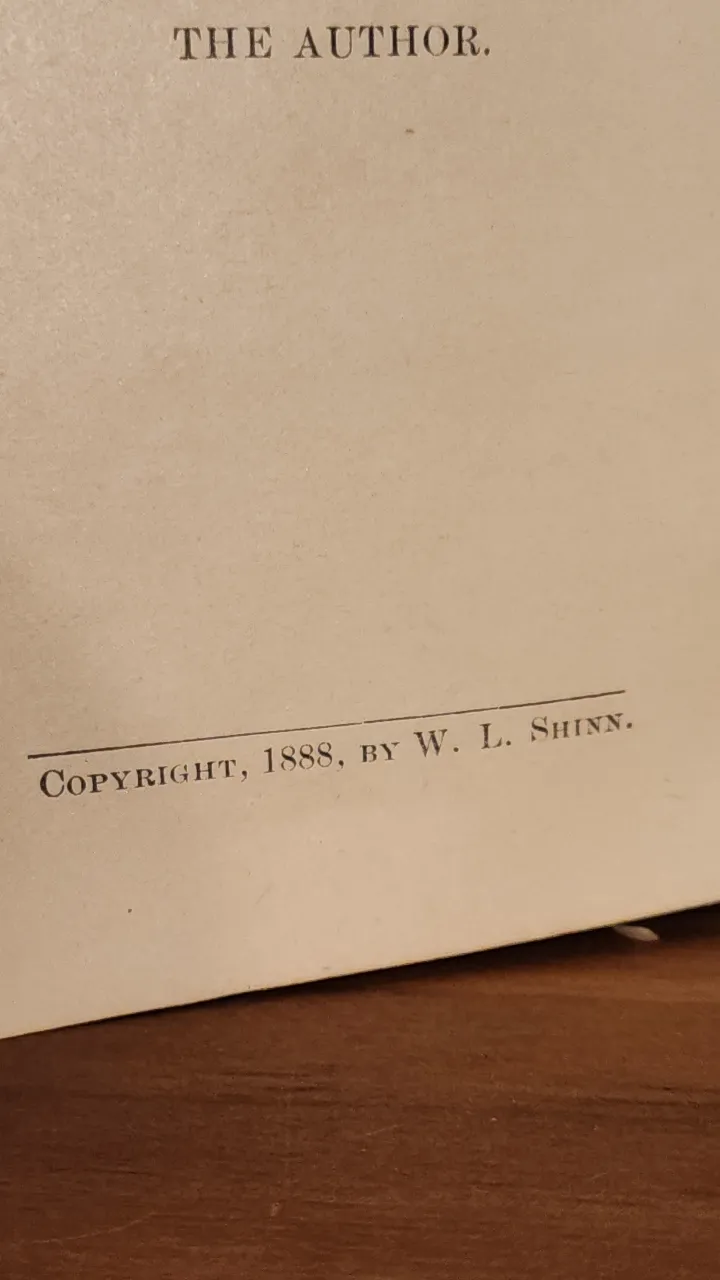 THE AUTHOR.
COPYRIGHT, 1888, BY W. L. SHINN.